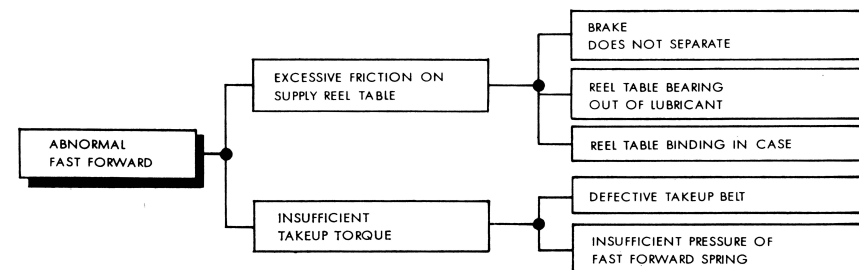 ABNORMAL
FAST FORWARD
EXCESSIVE FRICTION ON
SUPPLY REEL TABLE
BRAKE
DOES NOT SEPARATE
REEL TABLE BEARING
OUT OF LUBRICANT
REEL TABLE BINDING IN CASE
INSUFFICIENT
TAKEUP TORQUE
DEFECTIVE TAKEUP BELT
INSUFFICIENT PRESSURE OF
FAST FORWARD SPRING